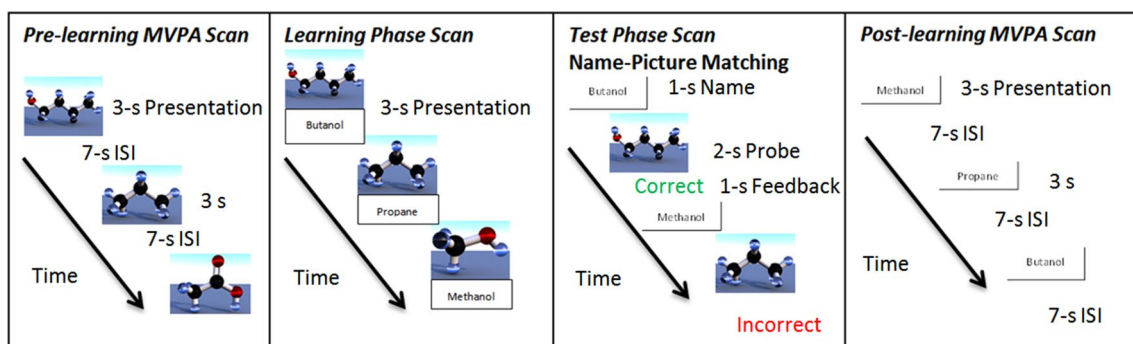 Pre-learning MVPA Scan
3-s Presentation
7-s ISI
3 s
7-s ISI
Time
Learning Phase Scan
Butanol
3-s Presentation
Propane
Methanol
Time
Test Phase Scan
Name-Picture Matching
Butanol
1-s Name
2-s Probe
Correct
1-s Feedback
Methanol
Time
Incorrect
Post-learning MVPA Scan
Methanol
3-s Presentation
7-s ISI
Propane
3 s
7-s ISI
Butanol
Time
7-s ISI